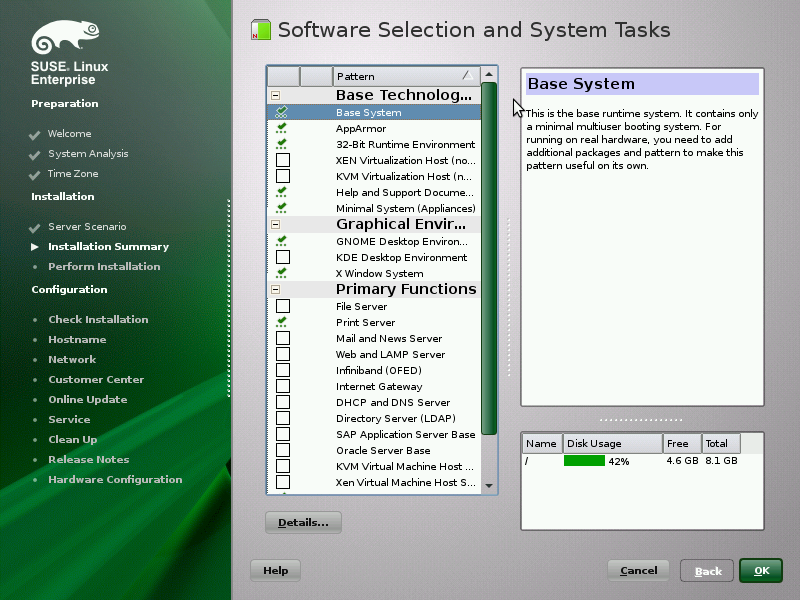 SUSE. Linux
Enterprise
Preparation
Welcome
System Analysis
Time Zone
Installation
Server Scenario
Installation Summary
Perform Installation
Configuration
Check Installation
Hostname
Network
Customer Center
Online Update
Service
Clean Up
Release Notes
Hardware Configuration
Software Selection and System Tasks
Pattern
Base Technolog...
Base System
AppArmor
32-Bit Runtime Environment
XEN Virtualization Host (no...
KVM Virtualization Host (n...
Help and Support Docume...
Minimal System (Appliances)
Graphical Envir...
GNOME Desktop Environ...
KDE Desktop Environment
X Window System
Primary Functions
File Server
Print Server
Mail and News Server
Web and LAMP Server
Infiniband (OFED)
Internet Gateway
DHCP and DNS Server
Directory Server (LDAP)
SAP Application Server Base
Oracle Server Base
KVM Virtual Machine Host ...
Xen Virtual Machine Host S...
Details...
Base System
This is the base runtime system. It contains only
a minimal multiuser booting system. For
running on real hardware, you need to add
additional packages and pattern to make this
pattern useful on its own.
Name Disk Usage Free Total
/ 42% 4.6 GB 8.1 GB
Help Cancel Back OK